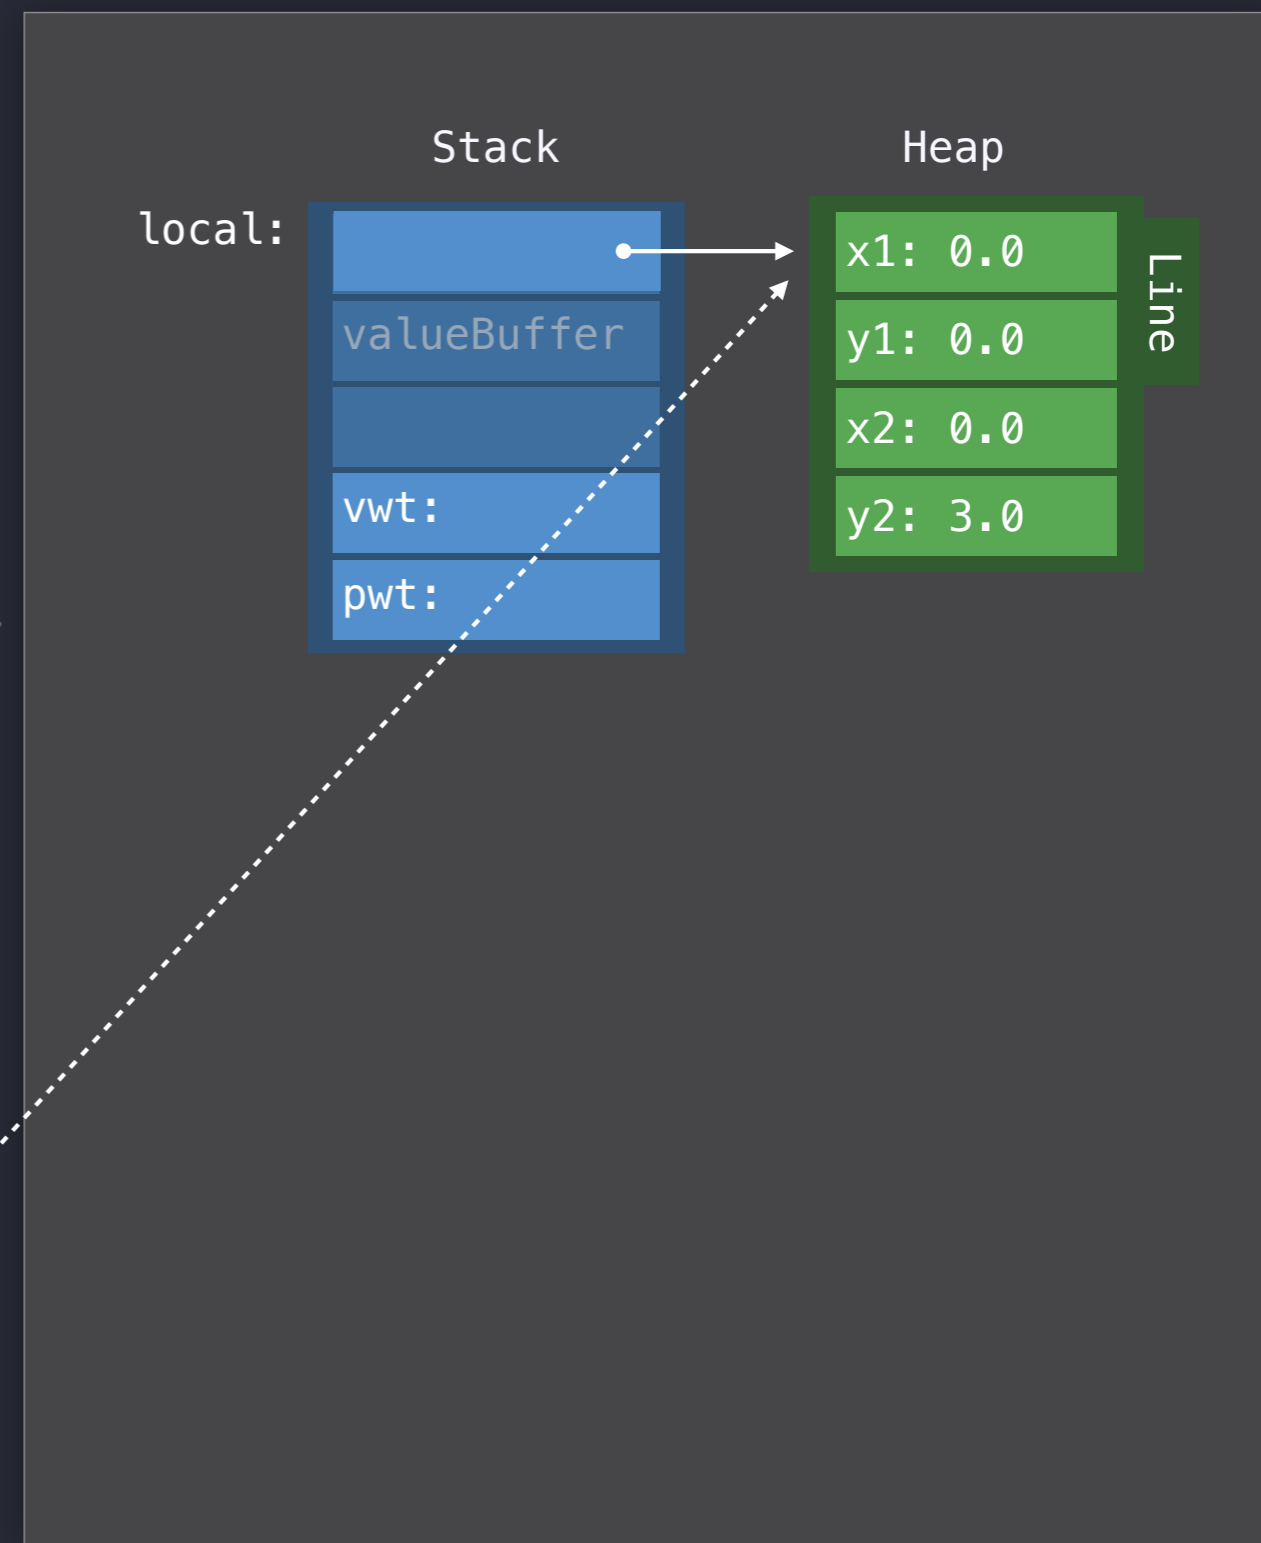 Stack
Heap
local:
valueBuffer
vwt:
pwt:
x1: 0.0
y1: 0.0
x2: 0.0
y2: 3.0
Line